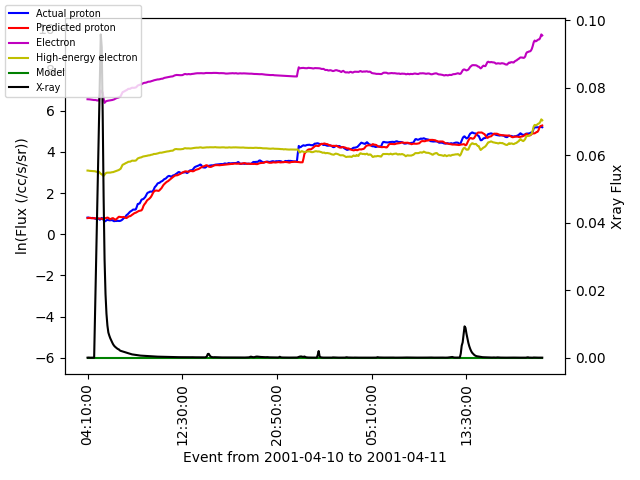 Actual proton
Predicted proton
Electron
High-energy electron
Model
X-ray
6
4
2
0
−2
−4
−6
ln(Flux (/cc/s/sr))
0.10
0.08
0.06
0.04
0.02
0.00
Xray Flux
04:10:00
12:30:00
20:50:00
05:10:00
13:30:00
Event from 2001-04-10 to 2001-04-11